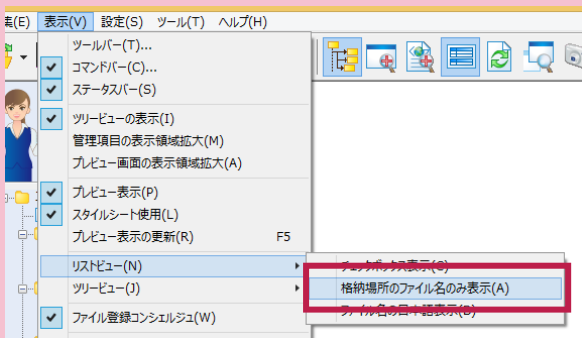 集(E) 表示(V) 設定(S) ツール(T) ヘルプ(H)
ツールバー(T)...
コマンドバー(C)...
ステータスバー(S)
ツリービューの表示(I)
管理項目の表示領域拡大(M)
プレビュー画面の表示領域拡大(A)
プレビュー表示(P)
スタイルシート使用(L)
プレビュー表示の更新(R) F5
リストビュー(N)
チェックボックス表示(C)
ツリービュー(J)
格納場所のファイル名のみ表示(A)
ファイル名の日本語表示(B)
ファイル登録コンシェルジュ(W)